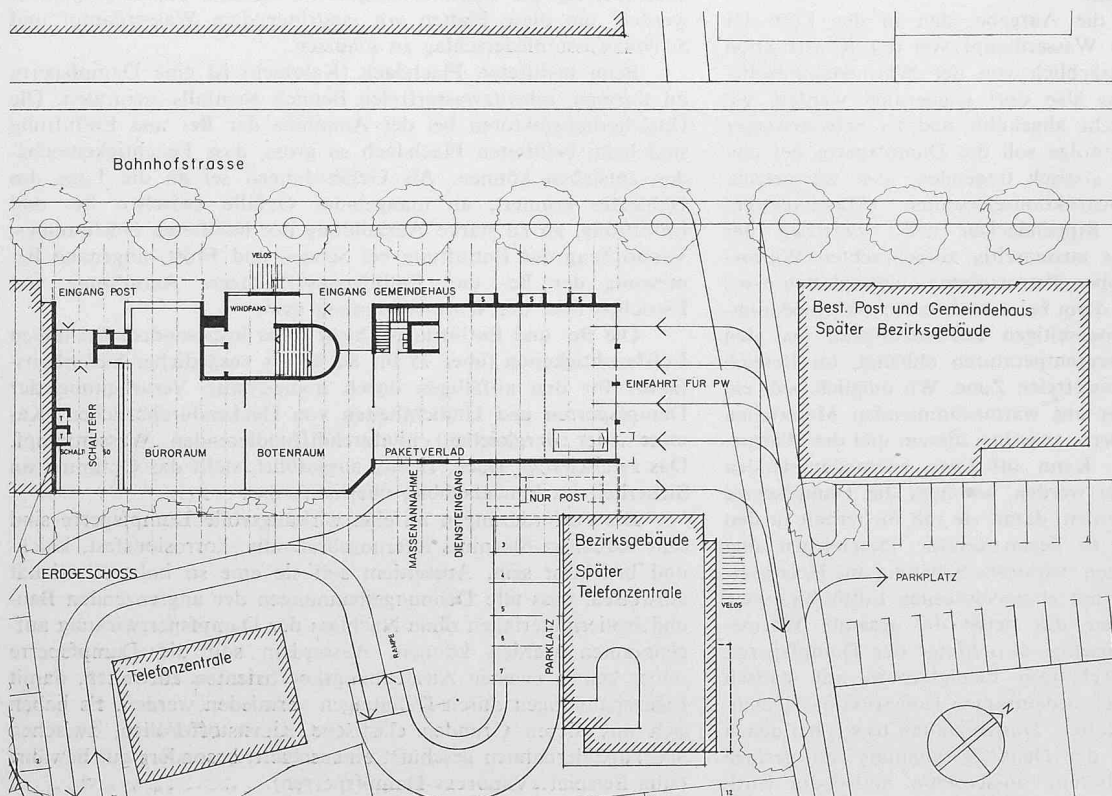 Bahnhofstrasse
VELOS
EINGANG POST
WINDFANG
EINGANG GEMEINDEHAUS
S
S
S
Best. Post und Gemeindehaus
Später Bezirksgebäude
EINFAHRT FÜR PW
SCHALTERR
BÜRORAUM
BOTENRAUM
PAKETVERLAD
MASSENANNAHME
DIENSTEINGANG
NUR POST
ERDGESCHOSS
Bezirksgebäude
Später
Telefonzentrale
PARKPLATZ
VELOS
PARKLATZ
RAMPE
Telefonzentrale
12